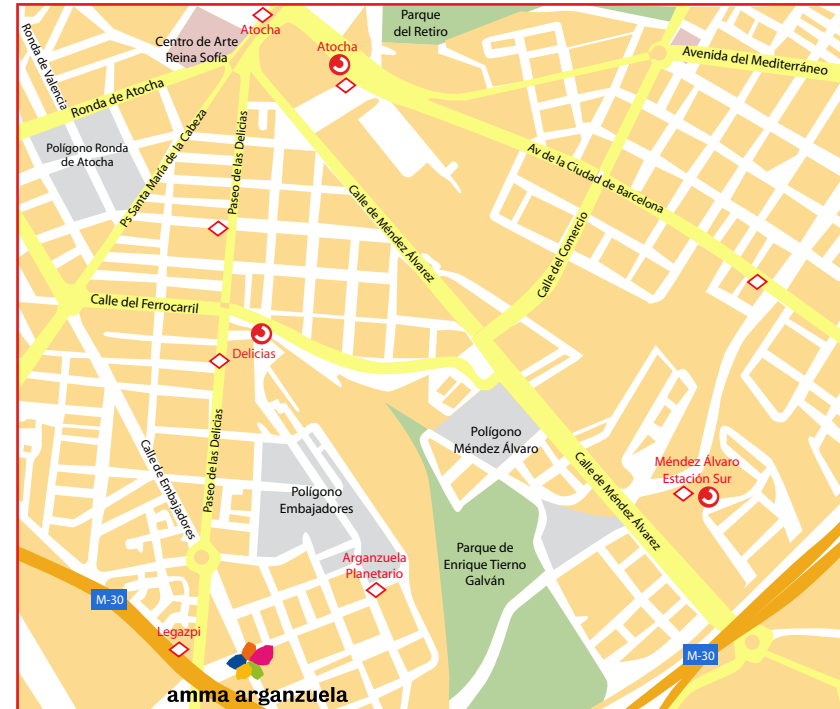 Parque
del Retiro
Atocha
Centro de Arte
Reina Sofía
Atocha
Ronda de Valencia
Avenida del Mediterráneo
Ronda de Atocha
Polígono Ronda
de Atocha
Ps Santa María de la Cabeza
Paseo de las Delicias
Av de la Ciudad de Barcelona
Calle de Méndez Álvarez
Calle del Comercio
Calle del Ferrocarril
Delicias
Polígono
Méndez Álvaro
Calle de Embajadores
Paseo de las Delicias
Calle de Méndez Álvarez
Méndez Álvaro
Estación Sur
Polígono
Embajadores
Parque de
Enrique Tierno
Galván
Arganzuela
Planetario
M-30
Legazpi
M-30
amma arganzuela